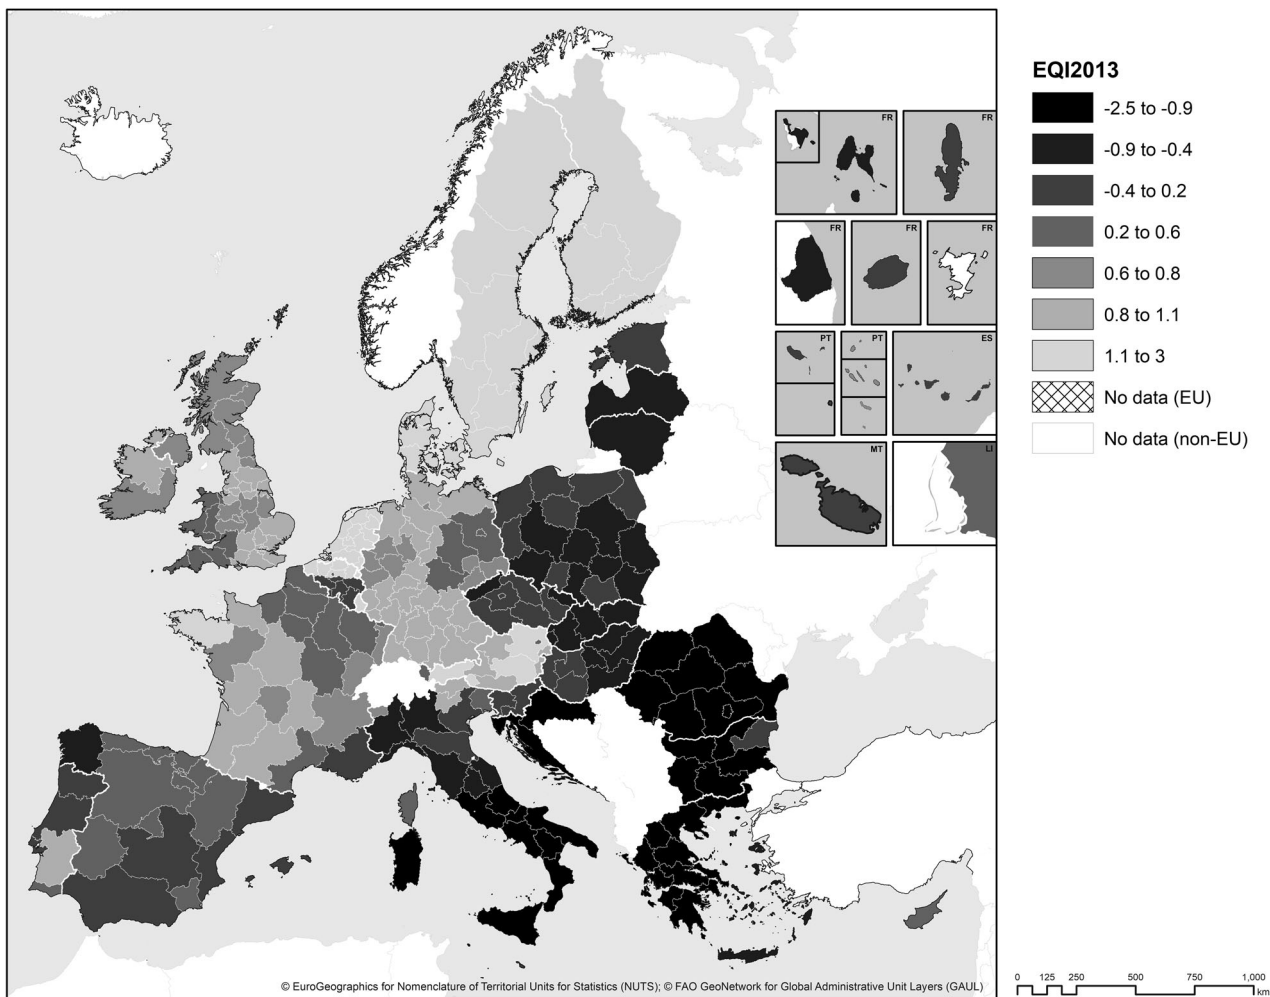 EQI2013
-2.5 to -0.9
-0.9 to -0.4
-0.4 to 0.2
0.2 to 0.6
0.6 to 0.8
0.8 to 1.1
1.1 to 3
No data (EU)
No data (non-EU)
FR
FR
FR
FR
FR
PT
PT
ES
MT
LI
© EuroGeographics for Nomenclature of Territorial Units for Statistics (NUTS); © FAO GeoNetwork for Global Administrative Unit Layers (GAUL)
0 125 250 500 750 1,000
km